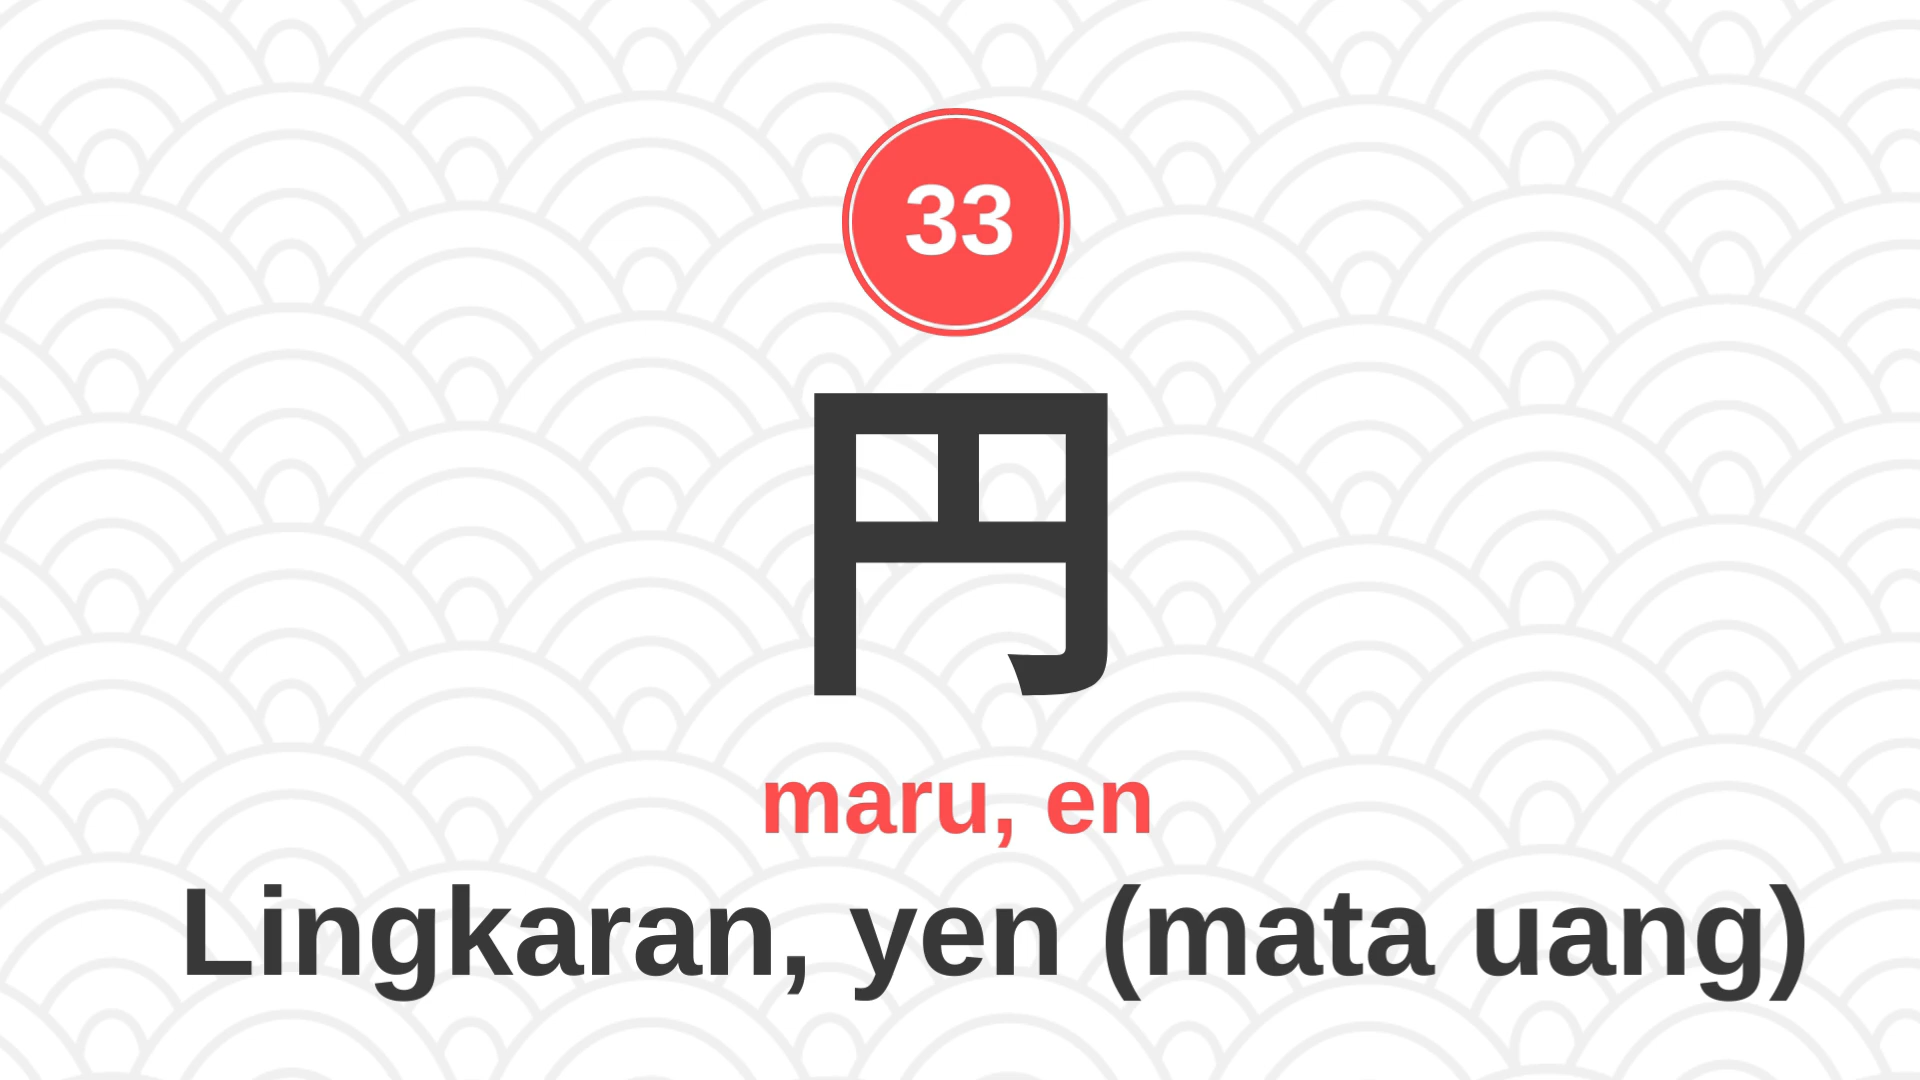 33
円
maru, en
Lingkaran, yen (mata uang)